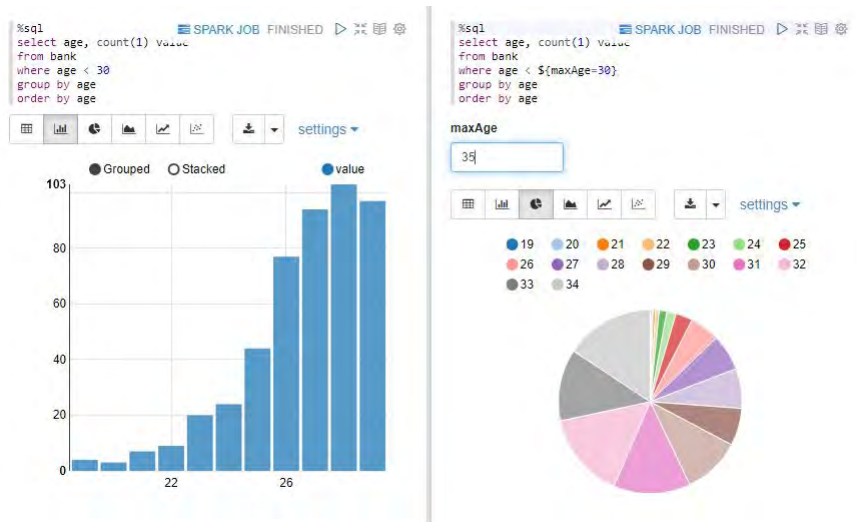 %sql
SPARK JOB FINISHED
select age, count(1) value
from bank
where age < 30
group by age
order by age
settings
Grouped Stacked value
103
80
60
40
20
0
22 26
%sql
SPARK JOB FINISHED
select age, count(1) value
from bank
where age < ${maxAge=30}
group by age
order by age
maxAge
35
settings
19 20 21 22 23 24 25
26 27 28 29 30 31 32
33 34